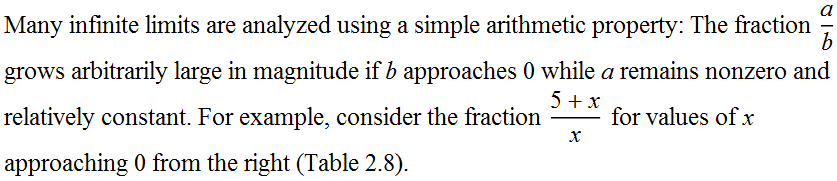 Many infinite limits are analyzed using a simple arithmetic property: The fraction a/b
grows arbitrarily large in magnitude if b approaches 0 while a remains nonzero and
relatively constant. For example, consider the fraction (5 + x)/x for values of x
approaching 0 from the right (Table 2.8).